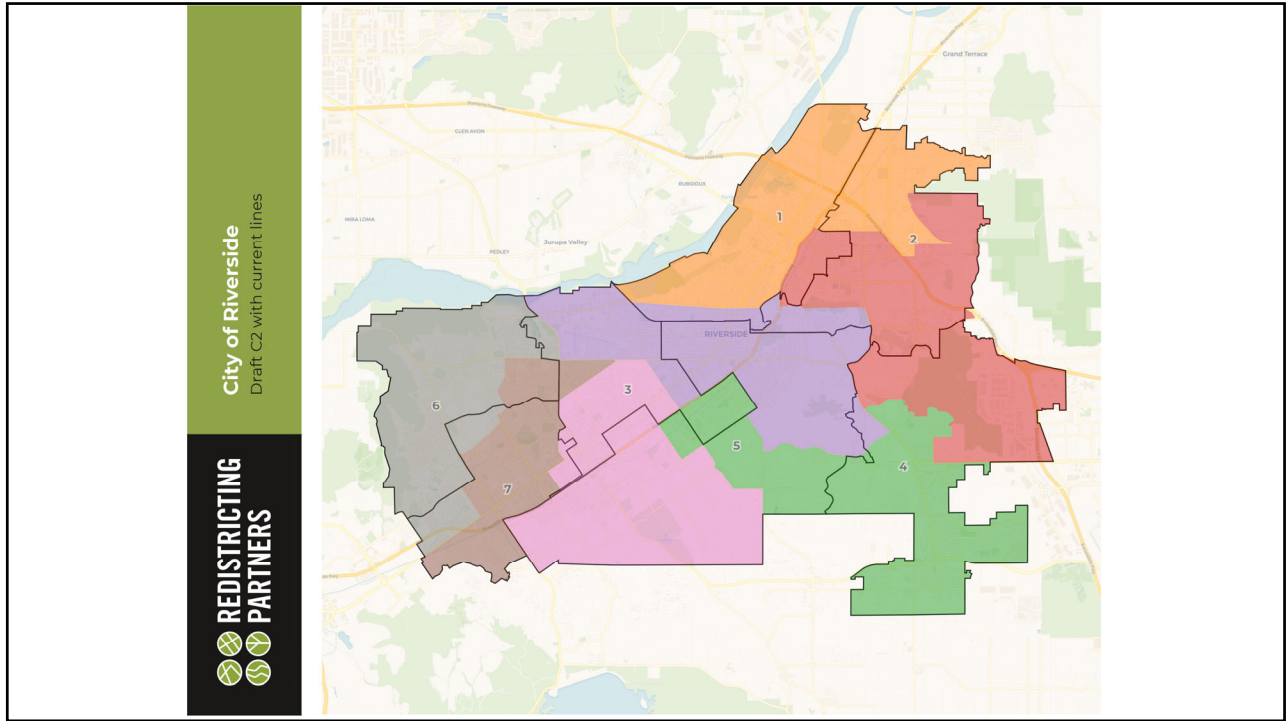 City of Riverside
Draft C2 with current lines
REDISTRICTING
PARTNERS
Grand Terrace
GLEN AVON
RUBIDOUX
MIRA LOMA
Jurupa Valley
PEDLEY
RIVERSIDE
1
2
3
4
5
6
7